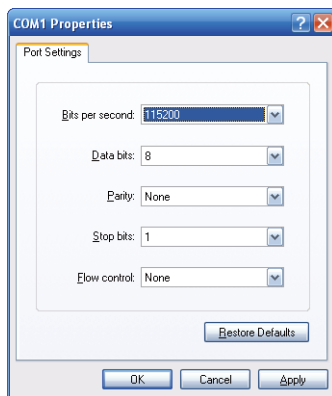 COM1 Properties
Port Settings
Bits per second: 115200
Data bits: 8
Parity: None
Stop bits: 1
Flow control: None
Restore Defaults
OK Cancel Apply